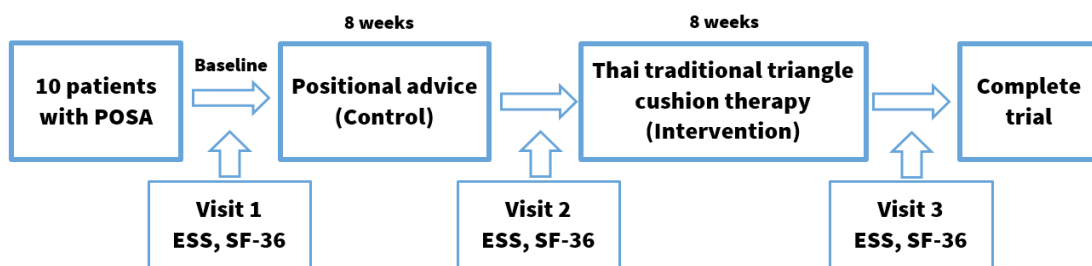 8 weeks
8 weeks
10 patients
with POSA
Baseline
Positional advice
(Control)
Thai traditional triangle
cushion therapy
(Intervention)
Complete
trial
Visit 1
ESS, SF-36
Visit 2
ESS, SF-36
Visit 3
ESS, SF-36